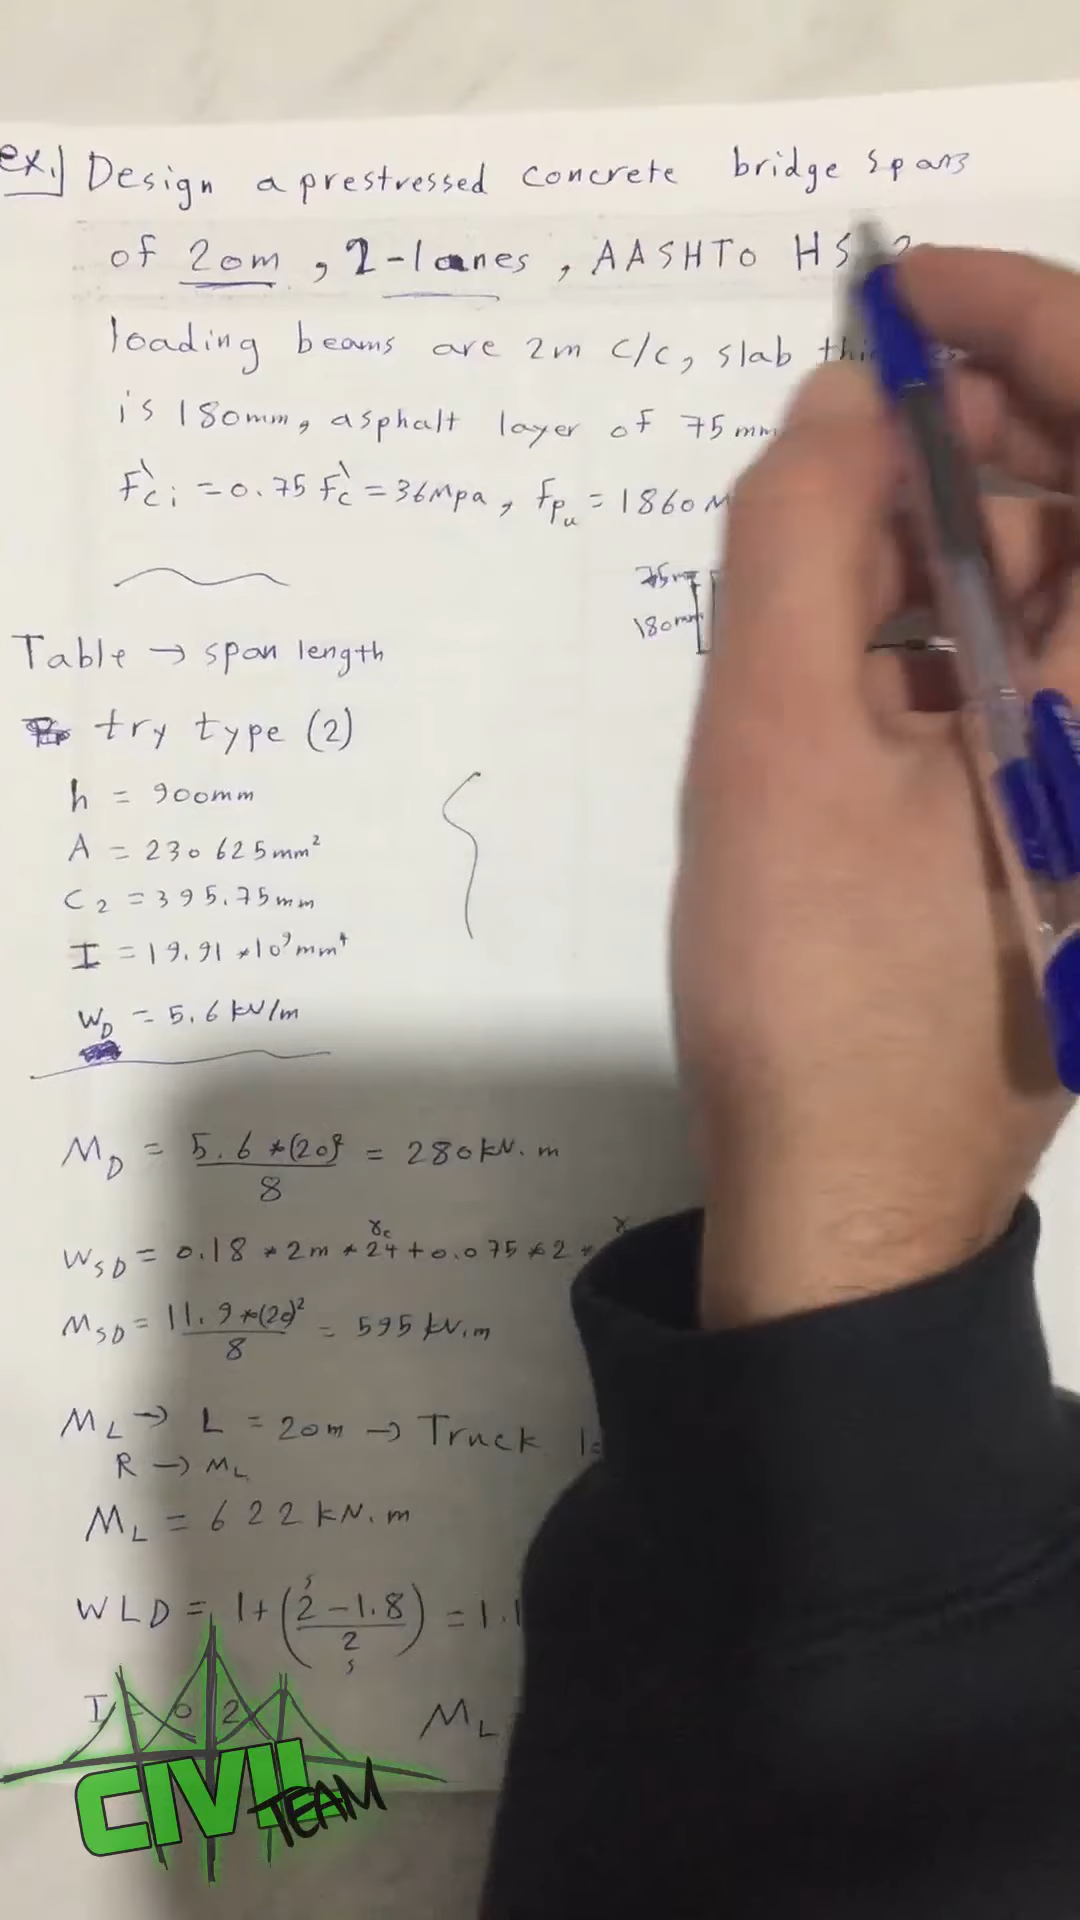 ex.1 Design a prestressed concrete bridge spans
of 20m, 2-lanes, AASHTO HS
loading beams are 2m c/c, slab
is 180mm, asphalt layer of 75mm
f'ci = 0.75 f'c = 36Mpa, fpu = 1860
75mm
180mm
Table → span length
try type (2)
h = 900mm
A = 230625mm²
C2 = 395.75mm
I = 19.91*10⁹mm⁴
WD = 5.6 kN/m
MD = 5.6*(20)²/8 = 280kN.m
γc
WSD = 0.18*2m*24+0.075*2*
MSD = 11.9*(20)²/8 = 595 kN.m
ML → L = 20m → Truck
R → ML
ML = 622 kN.m
WLD = 1+(2-1.8/2) = 1.1
s
s
ML
CIVIL
TEAM